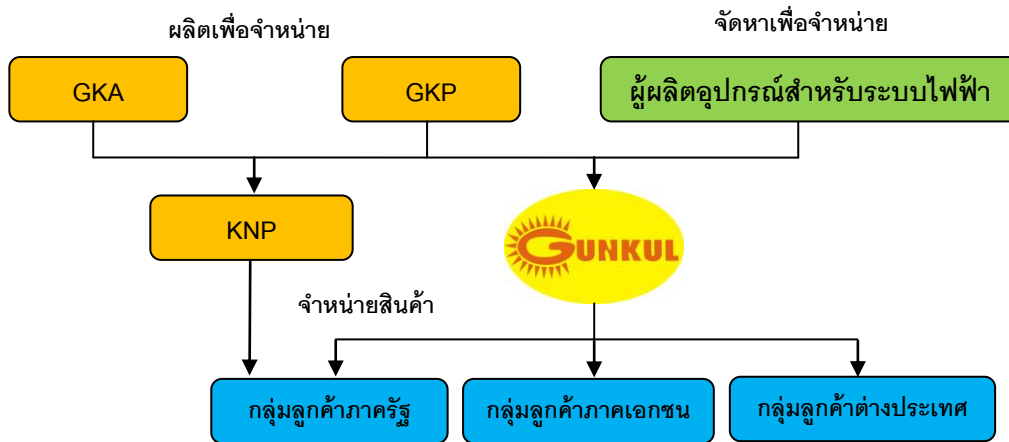 ผลิตเพื่อจำหน่าย
จัดหาเพื่อจำหน่าย
GKA
GKP
ผู้ผลิตอุปกรณ์สำหรับระบบไฟฟ้า
KNP
GUNKUL
จำหน่ายสินค้า
กลุ่มลูกค้าภาครัฐ
กลุ่มลูกค้าภาคเอกชน
กลุ่มลูกค้าต่างประเทศ